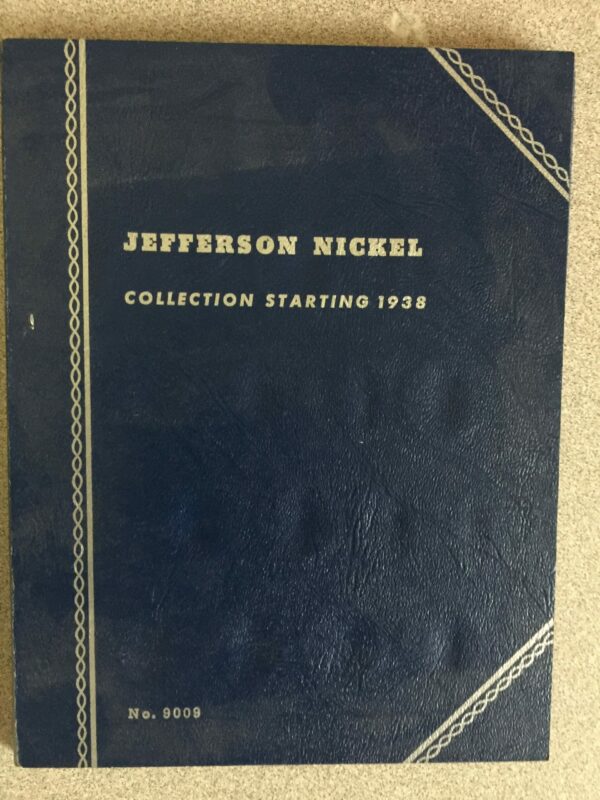 JEFFERSON NICKEL
COLLECTION STARTING 1938
No. 9009